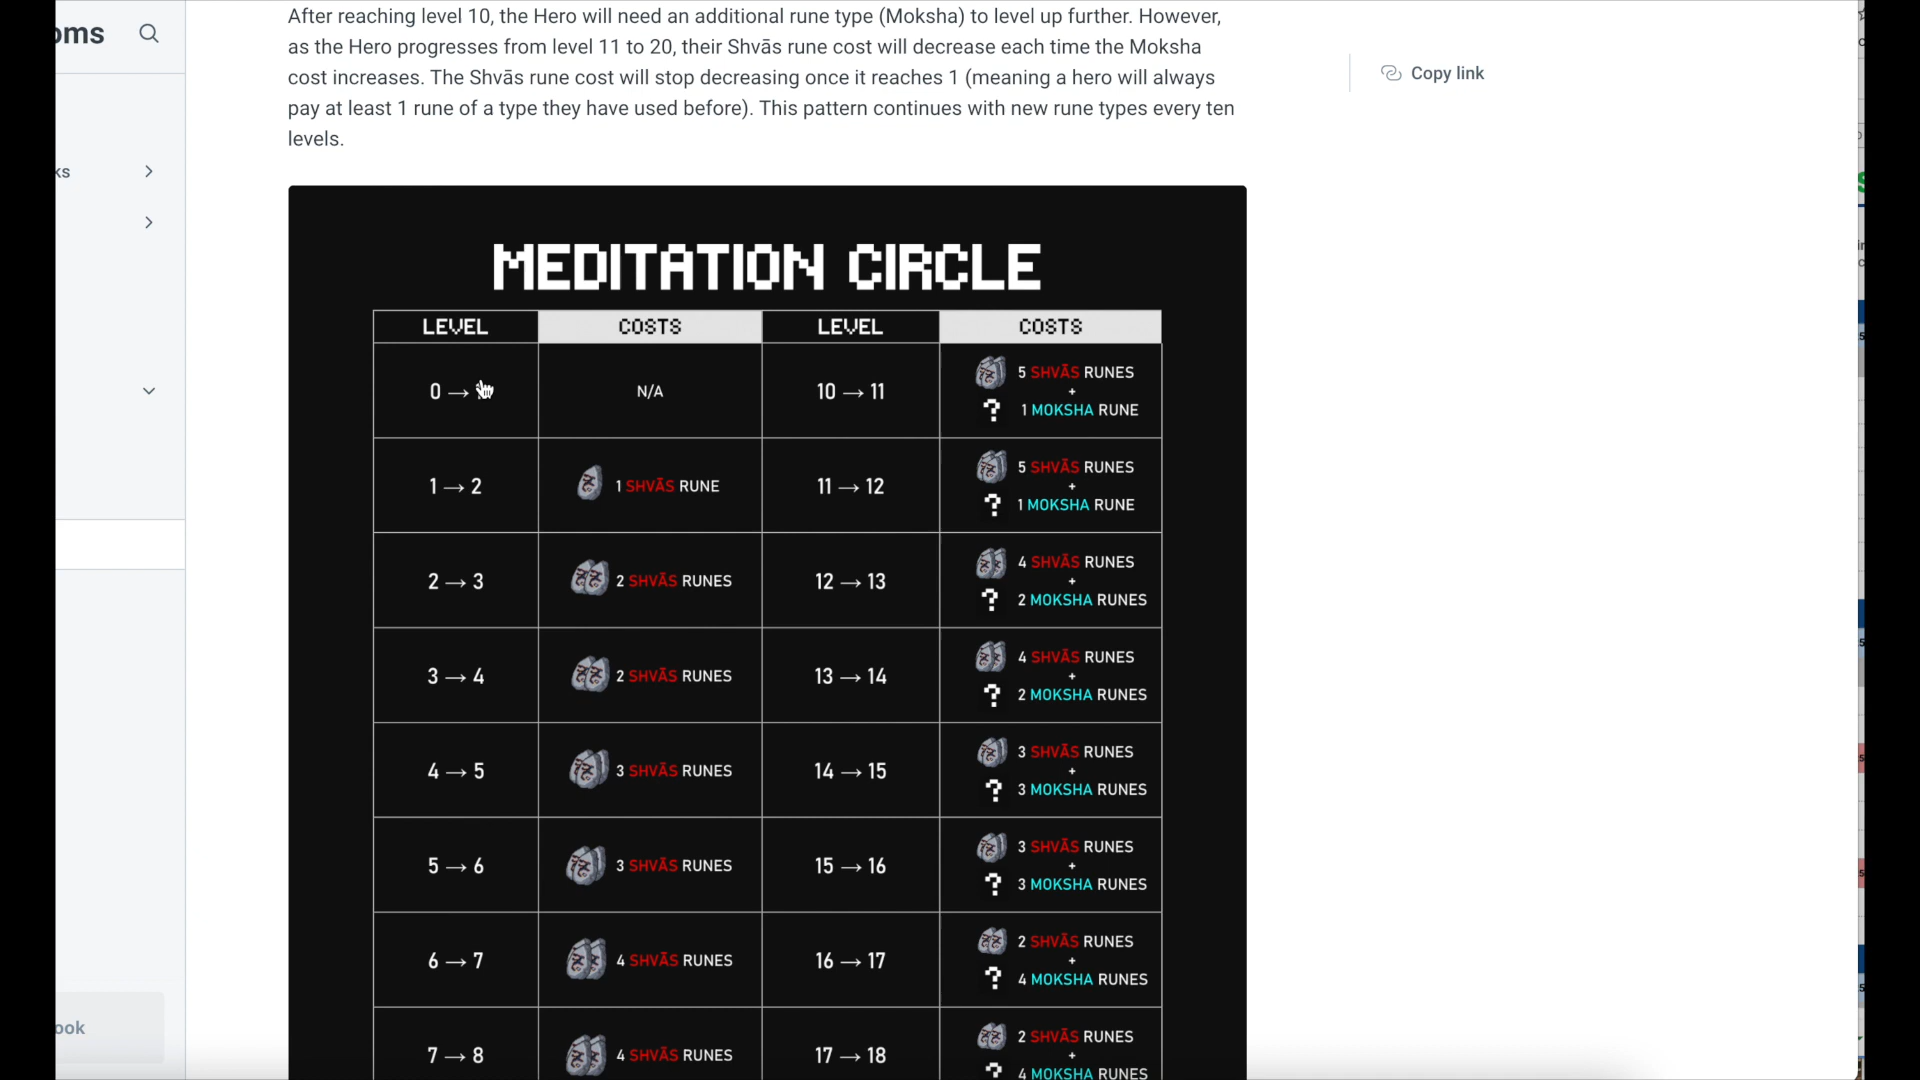 After reaching level 10, the Hero will need an additional rune type (Moksha) to level up further. However,
as the Hero progresses from level 11 to 20, their Shvās rune cost will decrease each time the Moksha
cost increases. The Shvās rune cost will stop decreasing once it reaches 1 (meaning a hero will always
pay at least 1 rune of a type they have used before). This pattern continues with new rune types every ten
levels.
oms
Copy link
ks
ook
MEDITATION CIRCLE
LEVEL COSTS LEVEL COSTS
0 → N/A 10 → 11 5 SHVĀS RUNES
+
? 1 MOKSHA RUNE
1 → 2 1 SHVĀS RUNE 11 → 12 5 SHVĀS RUNES
+
? 1 MOKSHA RUNE
2 → 3 2 SHVĀS RUNES 12 → 13 4 SHVĀS RUNES
+
? 2 MOKSHA RUNES
3 → 4 2 SHVĀS RUNES 13 → 14 4 SHVĀS RUNES
+
? 2 MOKSHA RUNES
4 → 5 3 SHVĀS RUNES 14 → 15 3 SHVĀS RUNES
+
? 3 MOKSHA RUNES
5 → 6 3 SHVĀS RUNES 15 → 16 3 SHVĀS RUNES
+
? 3 MOKSHA RUNES
6 → 7 4 SHVĀS RUNES 16 → 17 2 SHVĀS RUNES
+
? 4 MOKSHA RUNES
7 → 8 4 SHVĀS RUNES 17 → 18 2 SHVĀS RUNES
+
? 4 MOKSHA RUNES